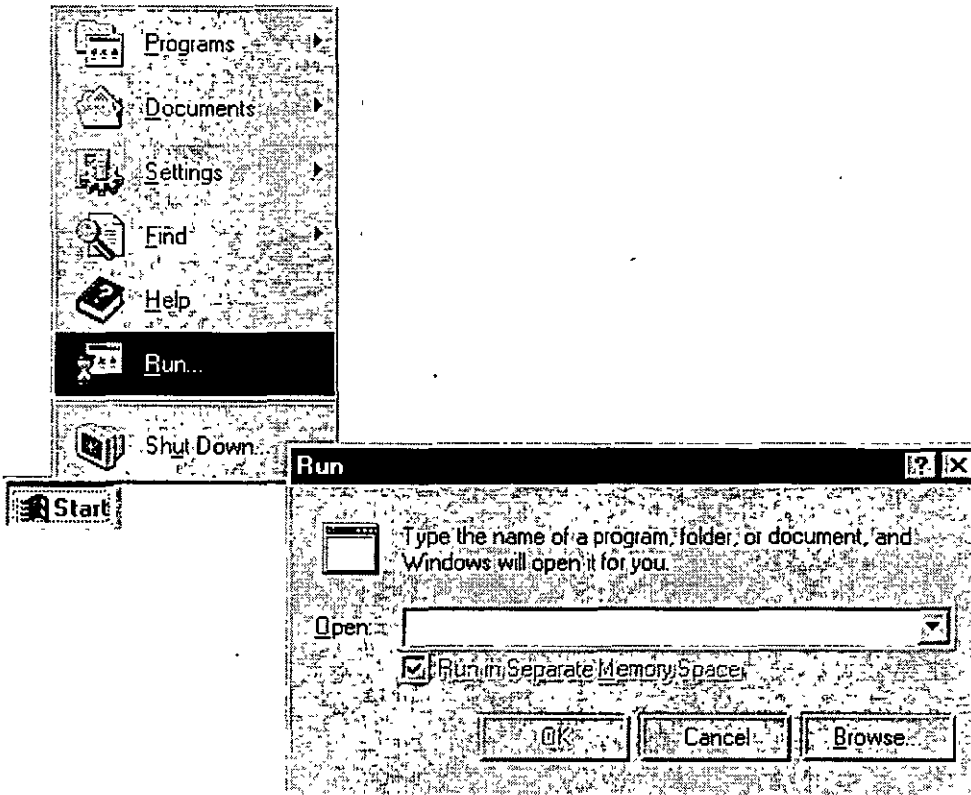 Programs
Documents
Settings
Find
Help
Run...
Shut Down...
Start
Run
Type the name of a program, folder, or document, and
Windows will open it for you.
Open:
Run in Separate Memory Space
OK
Cancel
Browse...